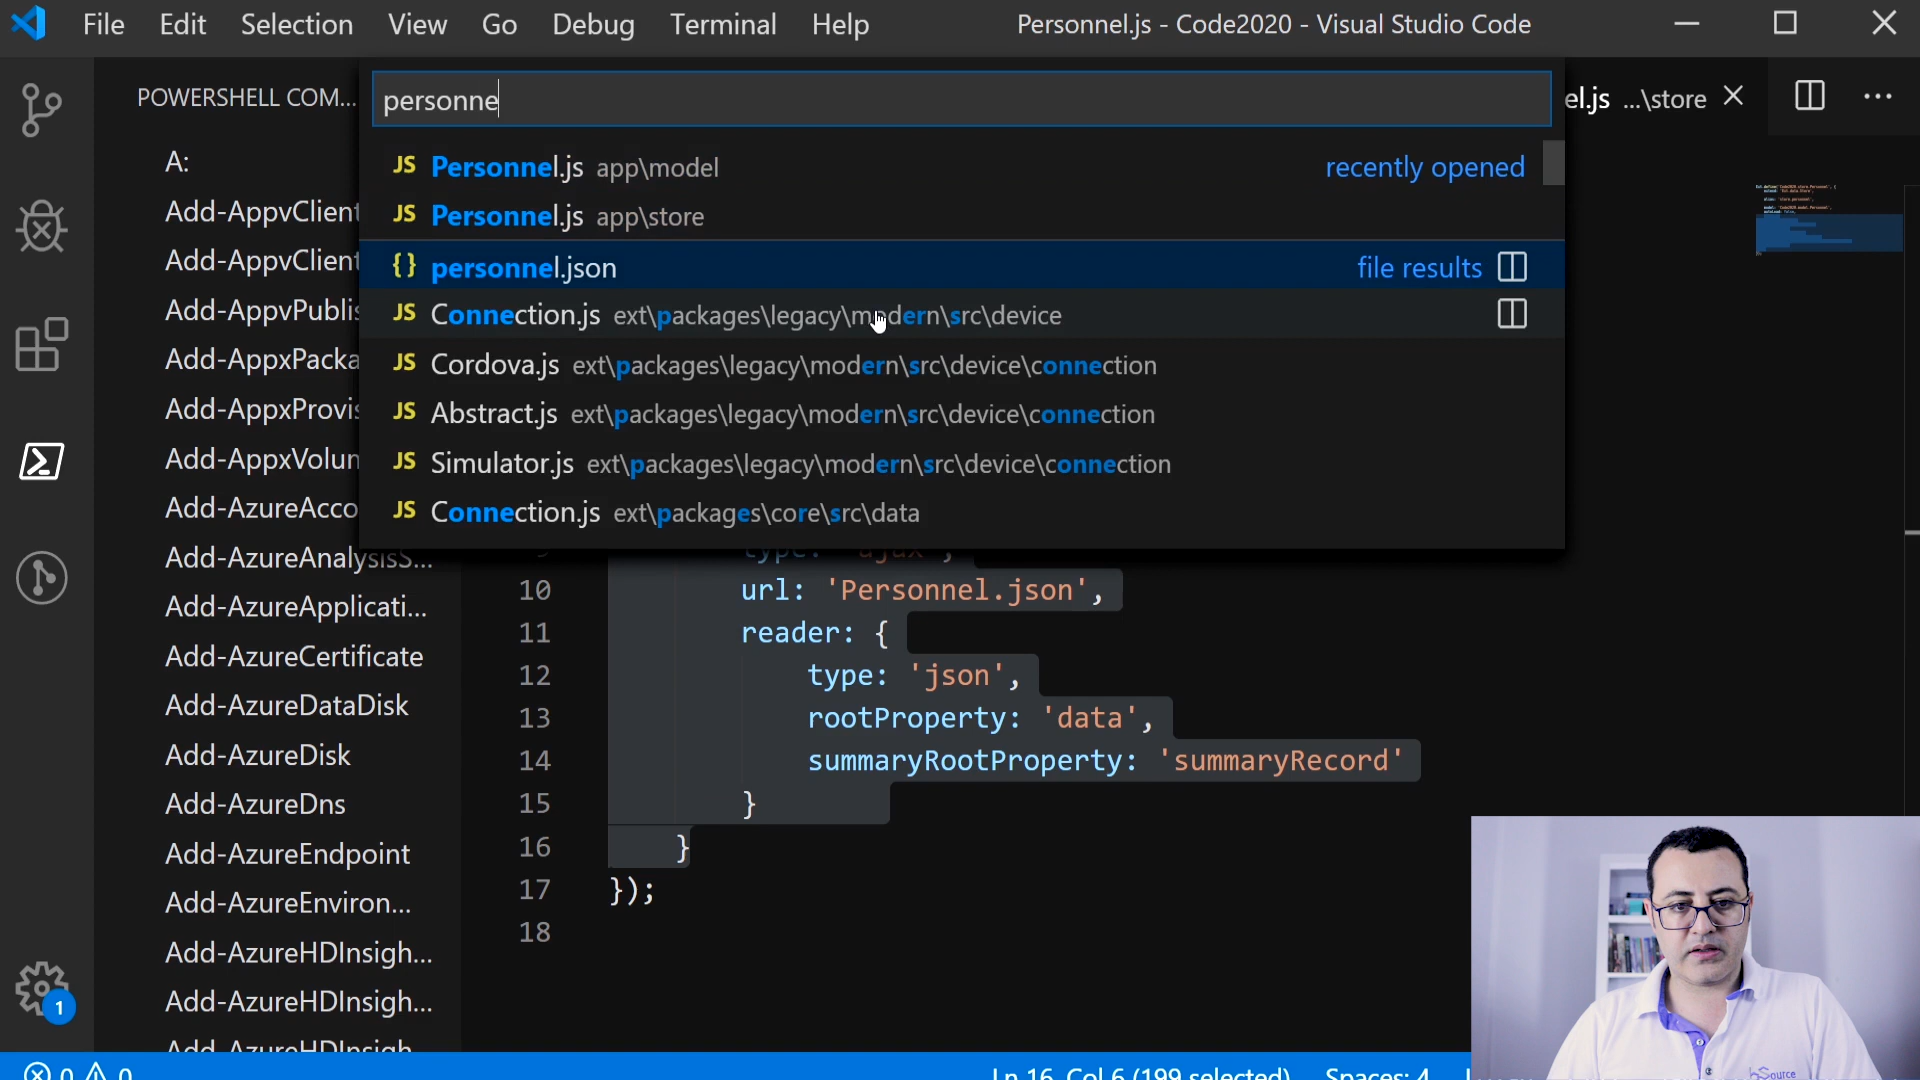 File Edit Selection View Go Debug Terminal Help Personnel.js - Code2020 - Visual Studio Code
POWERSHELL COM...
personne
el.js ...\store
A:
Add-AppvClient
Add-AppvClient
Add-AppvPublis
Add-AppxPacka
Add-AppxProvis
Add-AppxVolun
Add-AzureAcco
Add-AzureAnalysisS...
Add-AzureApplicati...
Add-AzureCertificate
Add-AzureDataDisk
Add-AzureDisk
Add-AzureDns
Add-AzureEndpoint
Add-AzureEnviron...
Add-AzureHDInsigh...
Add-AzureHDInsigh...
Add-AzureHDInsigh
JS Personnel.js app\model recently opened
JS Personnel.js app\store
{} personnel.json file results
JS Connection.js ext\packages\legacy\modern\src\device
JS Cordova.js ext\packages\legacy\modern\src\device\connection
JS Abstract.js ext\packages\legacy\modern\src\device\connection
JS Simulator.js ext\packages\legacy\modern\src\device\connection
JS Connection.js ext\packages\core\src\data
9 type: 'ajax',
10 url: 'Personnel.json',
11 reader: {
12 type: 'json',
13 rootProperty: 'data',
14 summaryRootProperty: 'summaryRecord'
15 }
16 }
17 });
18
1
0 0 Ln 16, Col 6 (199 selected) Spaces: 4